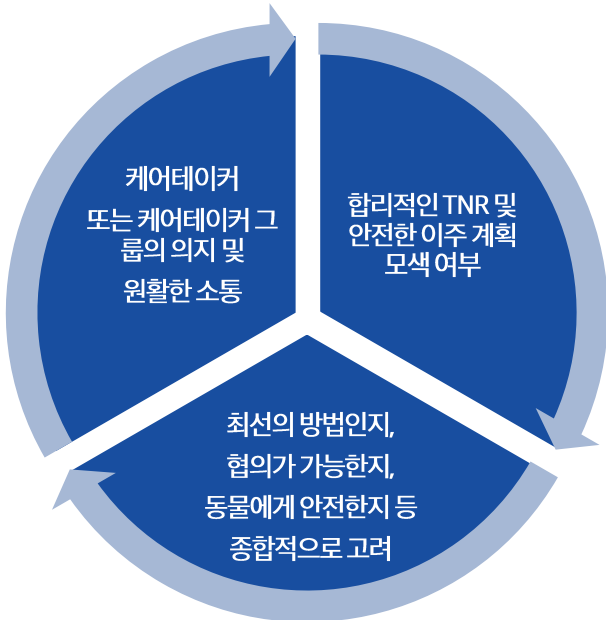 케어테이커
또는 케어테이커 그
룹의 의지 및
원활한 소통
합리적인 TNR 및
안전한 이주 계획
모색 여부
최선의 방법인지,
협의가 가능한지,
동물에게 안전한지 등
종합적으로 고려